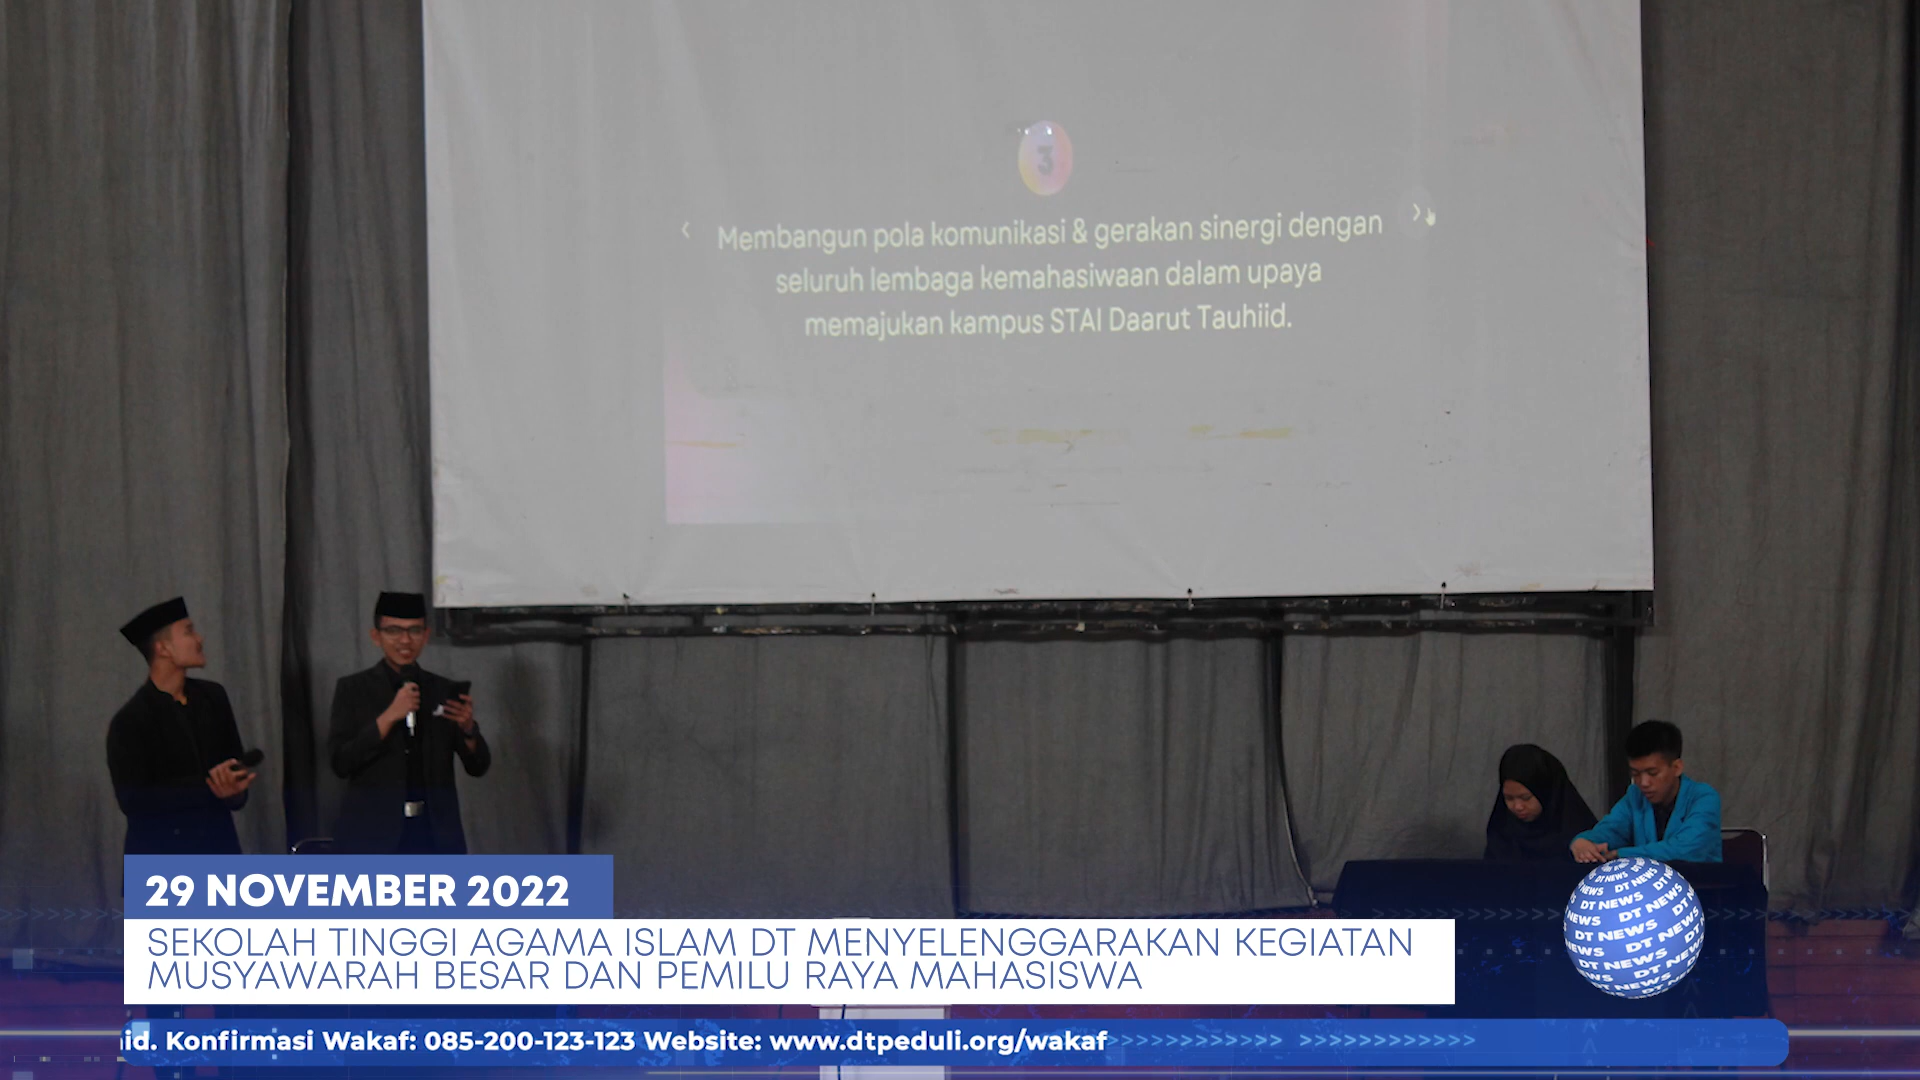 3
Membangun pola komunikasi & gerakan sinergi dengan
seluruh lembaga kemahasiwaan dalam upaya
memajukan kampus STAI Daarut Tauhiid.
29 NOVEMBER 2022
SEKOLAH TINGGI AGAMA ISLAM DT MENYELENGGARAKAN KEGIATAN
MUSYAWARAH BESAR DAN PEMILU RAYA MAHASISWA
DT NEWS
id. Konfirmasi Wakaf: 085-200-123-123 Website: www.dtpeduli.org/wakaf